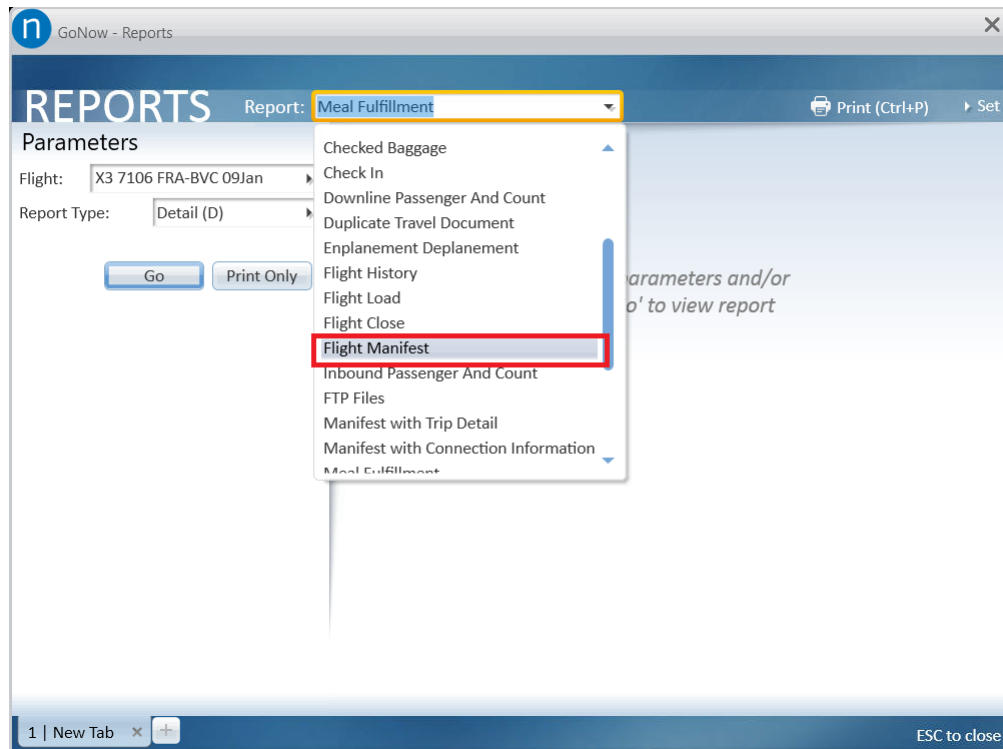 n GoNow - Reports
REPORTS Report: Meal Fulfillment Print (Ctrl+P) Set
Parameters
Flight: X3 7106 FRA-BVC 09Jan
Report Type: Detail (D)
Go Print Only
Checked Baggage
Check In
Downline Passenger And Count
Duplicate Travel Document
Enplanement Deplanement
Flight History
Flight Load
Flight Close
Flight Manifest
Inbound Passenger And Count
FTP Files
Manifest with Trip Detail
Manifest with Connection Information
Meal Fulfillment
arameters and/or
o' to view report
1 | New Tab × + ESC to close